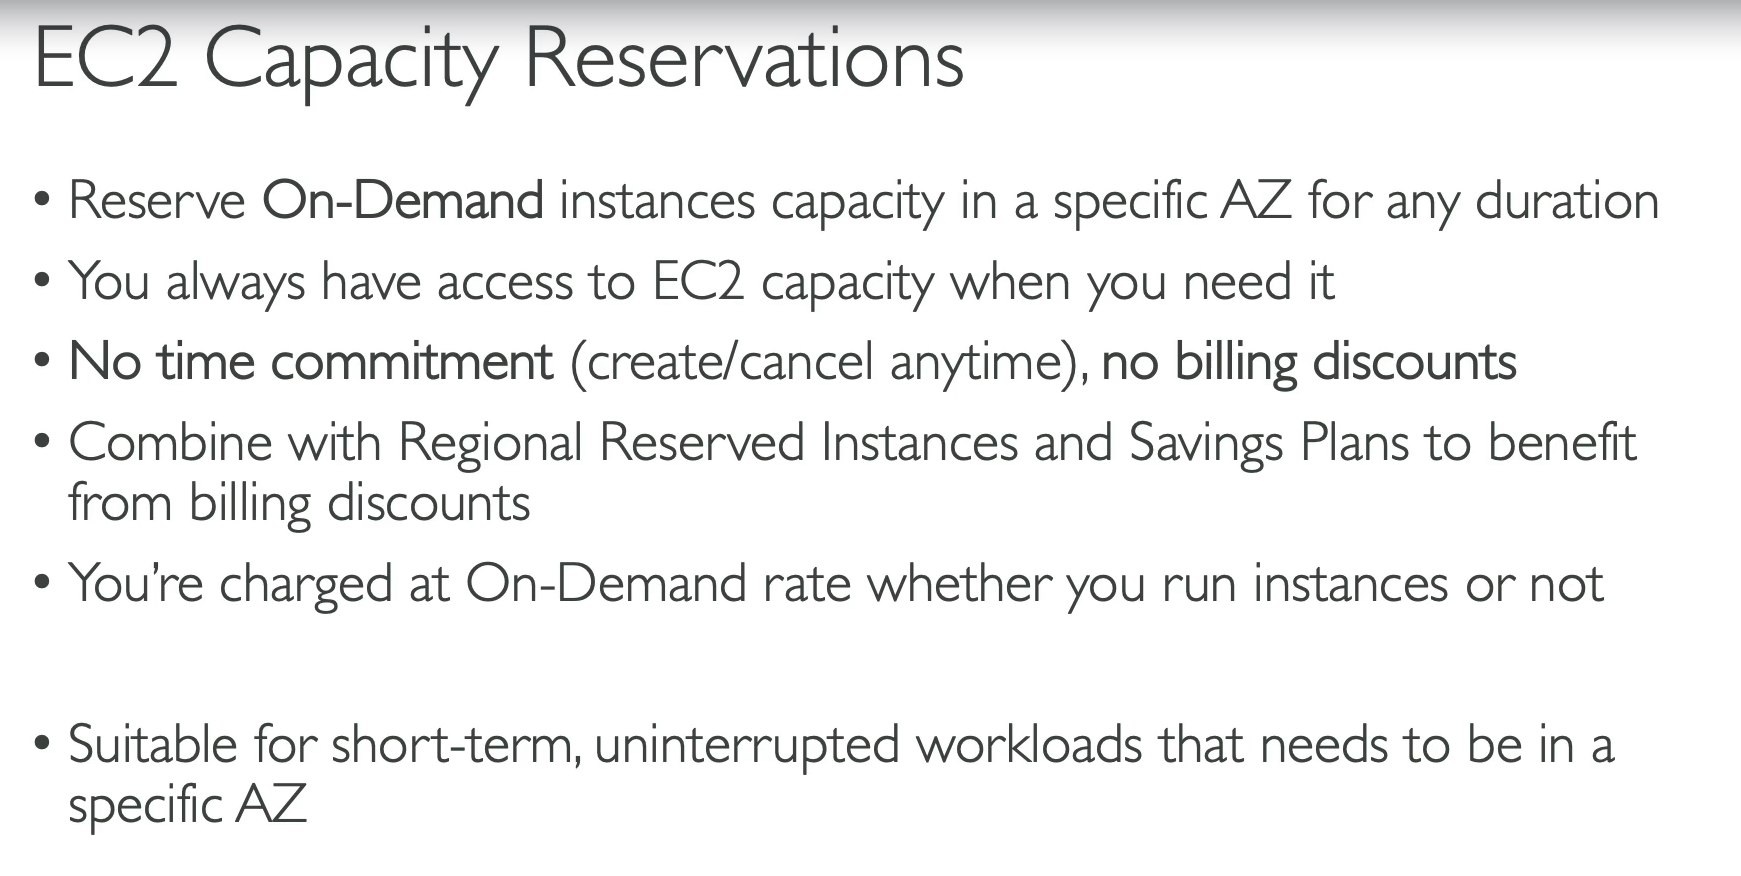 EC2 Capacity Reservations
• Reserve On-Demand instances capacity in a specific AZ for any duration
• You always have access to EC2 capacity when you need it
• No time commitment (create/cancel anytime), no billing discounts
• Combine with Regional Reserved Instances and Savings Plans to benefit
from billing discounts
• You’re charged at On-Demand rate whether you run instances or not
• Suitable for short-term, uninterrupted workloads that needs to be in a
specific AZ